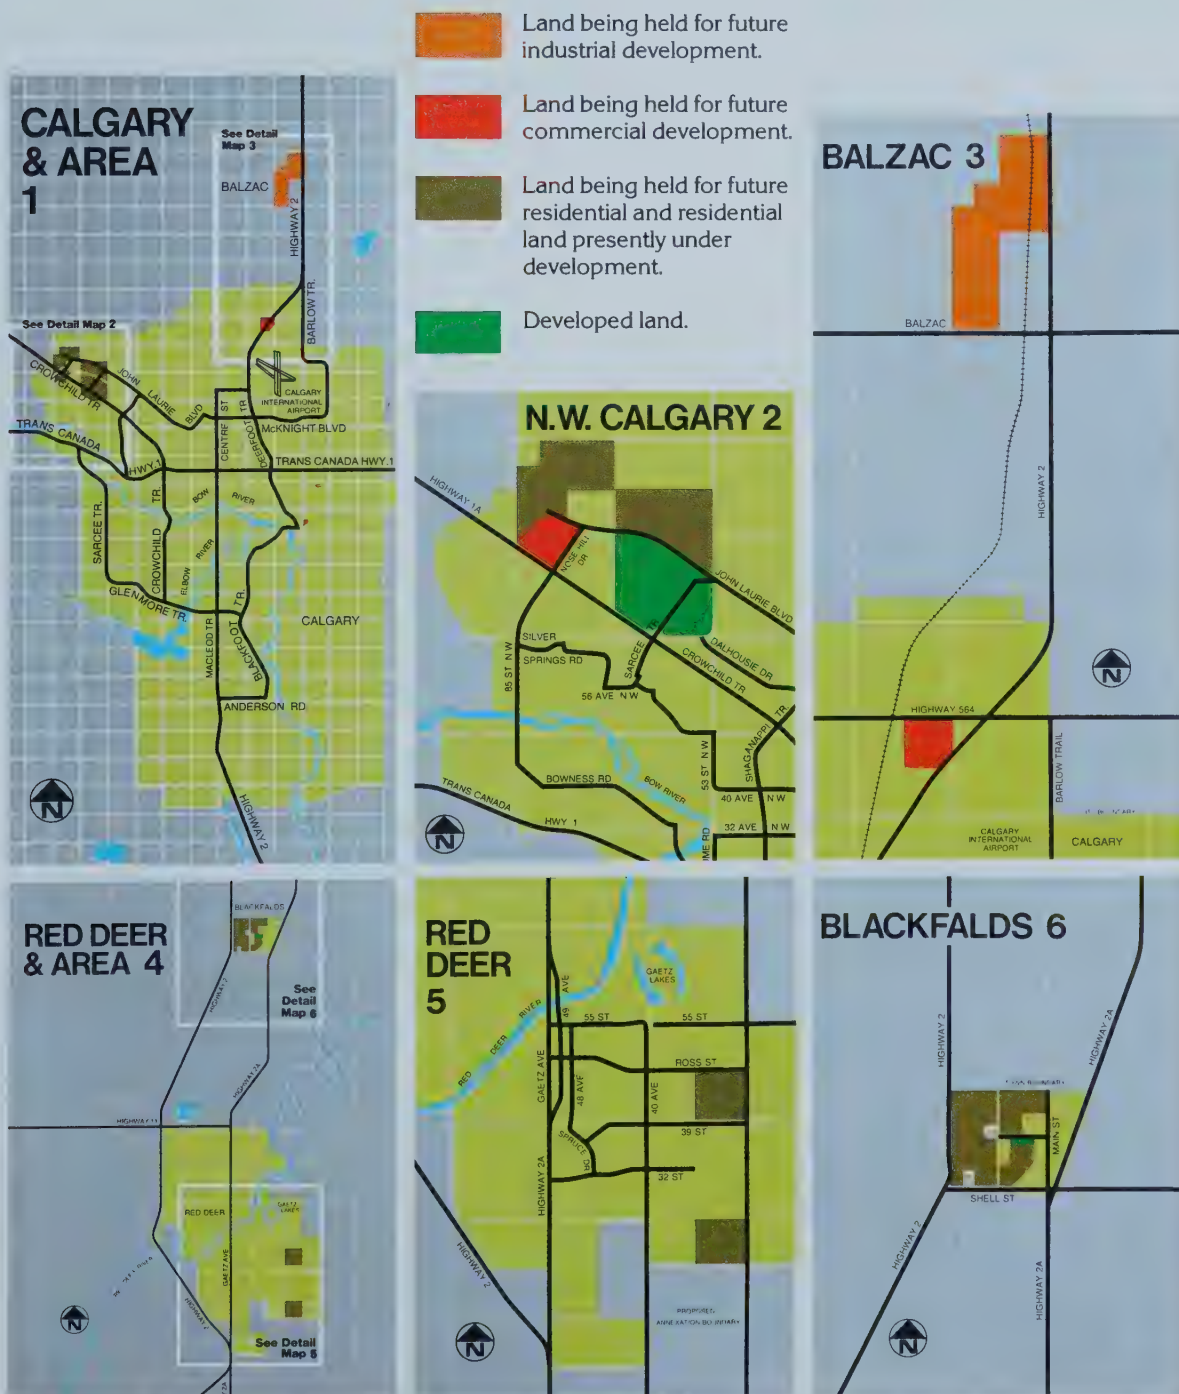 Land being held for future
industrial development.
Land being held for future
commercial development.
Land being held for future
residential and residential
land presently under
development.
Developed land.
CALGARY
& AREA
1
See Detail
Map 3
BALZAC
HIGHWAY 2
BARLOW TR.
See Detail Map 2
CROWCHILD TR
JOHN LAURIE BLVD
CALGARY
INTERNATIONAL
AIRPORT
CENTRE ST
DEERFOOT TR.
McKNIGHT BLVD
TRANS CANADA
HWY. 1
TRANS CANADA HWY. 1
BOW RIVER
SARCEE TR.
CROWCHILD TR.
ELBOW RIVER
GLENMORE TR.
MACLEOD TR
BLACKFOOT TR.
CALGARY
ANDERSON RD
HIGHWAY 2
N
N.W. CALGARY 2
HIGHWAY 1A
NOSE HILL
DR
JOHN LAURIE BLVD
SILVER
SPRINGS RD
85 ST N W
SARCEE TR
DALHOUSIE DR
CROWCHILD TR
56 AVE N W
SHAGANAPPI TR.
53 ST N W
BOWNESS RD
BOW RIVER
TRANS CANADA
HWY 1
40 AVE N W
32 AVE N W
ME RD
N
BALZAC 3
BALZAC
HIGHWAY 2
HIGHWAY 564
BARLOW TRAIL
CALGARY
INTERNATIONAL
AIRPORT
CALGARY
N
RED DEER
& AREA 4
BLACKFALDS
See
Detail
Map 6
HIGHWAY 2
HIGHWAY 2A
HIGHWAY 11
RED DEER
GAETZ
LAKES
GAETZ AVE
HIGHWAY 2
See Detail
Map 5
2A
N
RED
DEER
5
GAETZ
LAKES
RED DEER RIVER
49 AVE
55 ST
55 ST
GAETZ AVE
48 AVE
ROSS ST
40 AVE
39 ST
SPRUCE DR
32 ST
HIGHWAY 2A
HIGHWAY 2
PROPOSED
ANNEXATION BOUNDARY
N
BLACKFALDS 6
HIGHWAY 2
HIGHWAY 2A
BOUNDARY
MAIN ST
SHELL ST
HIGHWAY 2
HIGHWAY 2A
N